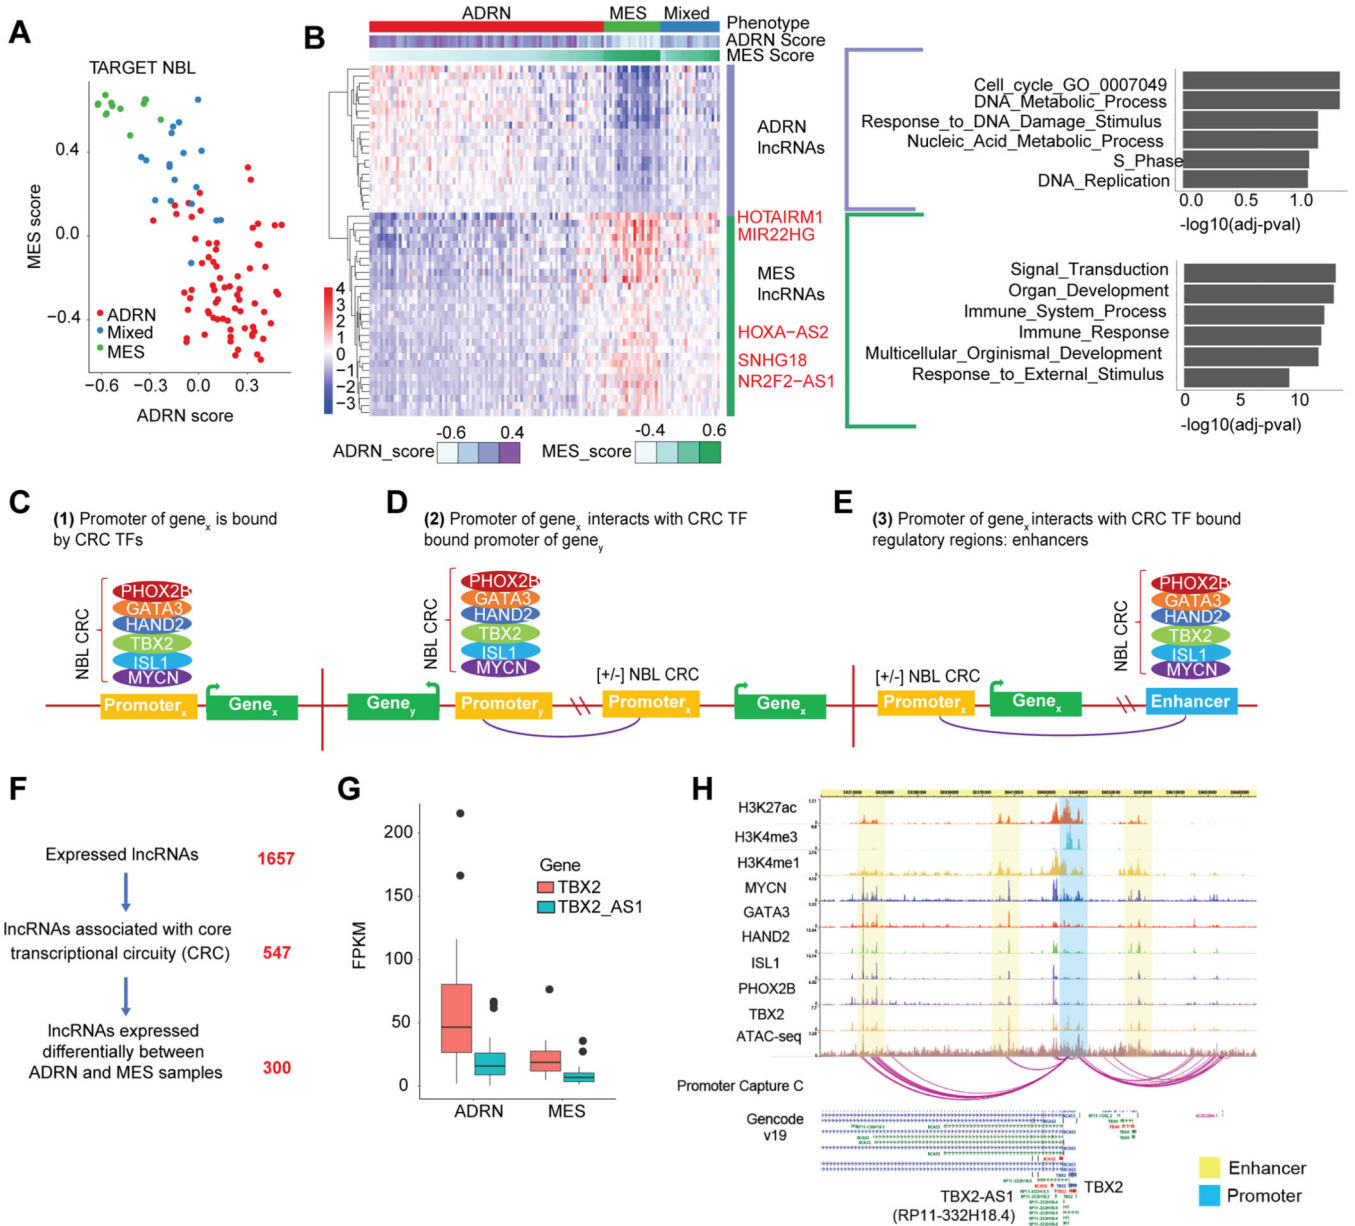 A
TARGET NBL
MES score
0.4
0.0
−0.4
ADRN
Mixed
MES
−0.6
−0.3
0.0
0.3
ADRN score
B
ADRN
MES
Mixed
Phenotype
ADRN Score
MES Score
ADRN
lncRNAs
HOTAIRM1
MIR22HG
MES
lncRNAs
HOXA−AS2
SNHG18
NR2F2−AS1
4
3
2
1
0
−1
−2
−3
-0.6
0.4
ADRN_score
-0.4
0.6
MES_score
Cell_cycle_GO_0007049
DNA_Metabolic_Process
Response_to_DNA_Damage_Stimulus
Nucleic_Acid_Metabolic_Process
S_Phase
DNA_Replication
0.0 0.5 1.0
-log10(adj-pval)
Signal_Transduction
Organ_Development
Immune_System_Process
Immune_Response
Multicellular_Orginismal_Development
Response_to_External_Stimulus
0 5 10
-log10(adj-pval)
C
(1) Promoter of genex is bound
by CRC TFs
NBL CRC
PHOX2B
GATA3
HAND2
TBX2
ISL1
MYCN
Promoterx
Genex
D
(2) Promoter of genex interacts with CRC TF
bound promoter of geney
NBL CRC
PHOX2B
GATA3
HAND2
TBX2
ISL1
MYCN
Geney
Promotery
[+/-] NBL CRC
Promoterx
Genex
E
(3) Promoter of genex interacts with CRC TF bound
regulatory regions: enhancers
NBL CRC
PHOX2B
GATA3
HAND2
TBX2
ISL1
MYCN
[+/-] NBL CRC
Promoterx
Genex
Enhancer
F
Expressed lncRNAs
1657
lncRNAs associated with core
transcriptional circuity (CRC)
547
lncRNAs expressed
differentially between
ADRN and MES samples
300
G
FPKM
200
150
100
50
0
ADRN
MES
Gene
TBX2
TBX2_AS1
H
H3K27ac
H3K4me3
H3K4me1
MYCN
GATA3
HAND2
ISL1
PHOX2B
TBX2
ATAC-seq
Promoter Capture C
Gencode
v19
TBX2-AS1
(RP11-332H18.4)
TBX2
Enhancer
Promoter